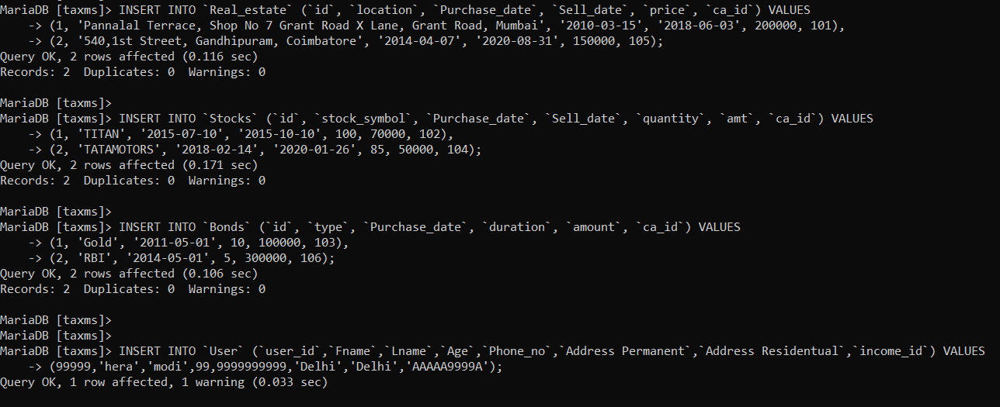 MariaDB [taxms]> INSERT INTO `Real_estate` (`id`, `location`, `Purchase_date`, `Sell_date`, `price`, `ca_id`) VALUES
    -> (1, 'Pannalal Terrace, Shop No 7 Grant Road X Lane, Grant Road, Mumbai', '2010-03-15', '2018-06-03', 200000, 101),
    -> (2, '540,1st Street, Gandhipuram, Coimbatore', '2014-04-07', '2020-08-31', 150000, 105);
Query OK, 2 rows affected (0.116 sec)
Records: 2  Duplicates: 0  Warnings: 0

MariaDB [taxms]>
MariaDB [taxms]> INSERT INTO `Stocks` (`id`, `stock_symbol`, `Purchase_date`, `Sell_date`, `quantity`, `amt`, `ca_id`) VALUES
    -> (1, 'TITAN', '2015-07-10', '2015-10-10', 100, 70000, 102),
    -> (2, 'TATAMOTORS', '2018-02-14', '2020-01-26', 85, 50000, 104);
Query OK, 2 rows affected (0.171 sec)
Records: 2  Duplicates: 0  Warnings: 0

MariaDB [taxms]>
MariaDB [taxms]> INSERT INTO `Bonds` (`id`, `type`, `Purchase_date`, `duration`, `amount`, `ca_id`) VALUES
    -> (1, 'Gold', '2011-05-01', 10, 100000, 103),
    -> (2, 'RBI', '2014-05-01', 5, 300000, 106);
Query OK, 2 rows affected (0.106 sec)
Records: 2  Duplicates: 0  Warnings: 0

MariaDB [taxms]>
MariaDB [taxms]>
MariaDB [taxms]> INSERT INTO `User` (`user_id`,`Fname`,`Lname`,`Age`,`Phone_no`,`Address Permanent`,`Address Residentual`,`income_id`) VALUES
    -> (99999,'hera','modi',99,9999999999,'Delhi','Delhi','AAAAA9999A');
Query OK, 1 row affected, 1 warning (0.033 sec)